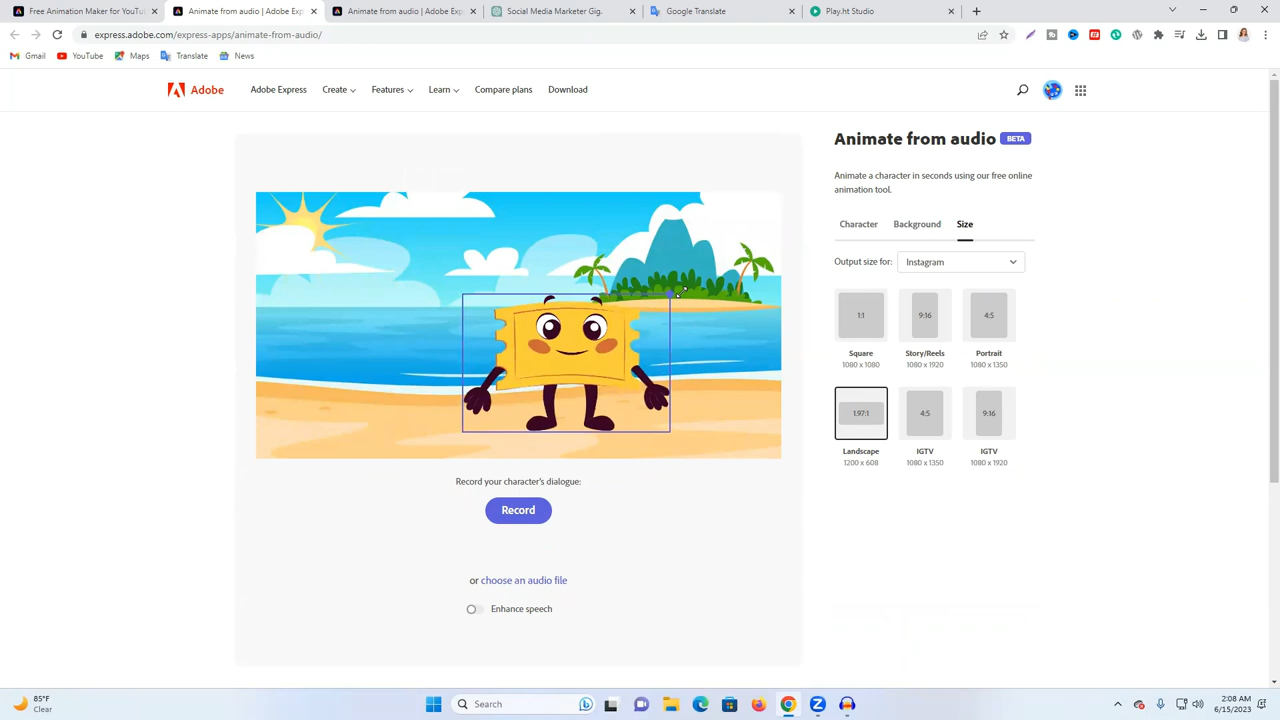 Free Animation Maker for YouTu
Animate from audio | Adobe Exp
Animate from audio | Adobe Exp
Social Media Marketer Gig.
Google Translate
Play.ht Studio
express.adobe.com/express-apps/animate-from-audio/
Gmail
YouTube
Maps
Translate
News
Adobe
Adobe Express
Create
Features
Learn
Compare plans
Download
Animate from audio BETA
Animate a character in seconds using our free online
animation tool.
Character
Background
Size
Output size for:
Instagram
1:1
9:16
4:5
Square
Story/Reels
Portrait
1080 x 1080
1080 x 1920
1080 x 1350
1.97:1
4:5
9:16
Landscape
IGTV
IGTV
1200 x 608
1080 x 1350
1080 x 1920
Record your character's dialogue:
Record
or choose an audio file
Enhance speech
85°F
Clear
Search
2:08 AM
6/15/2023